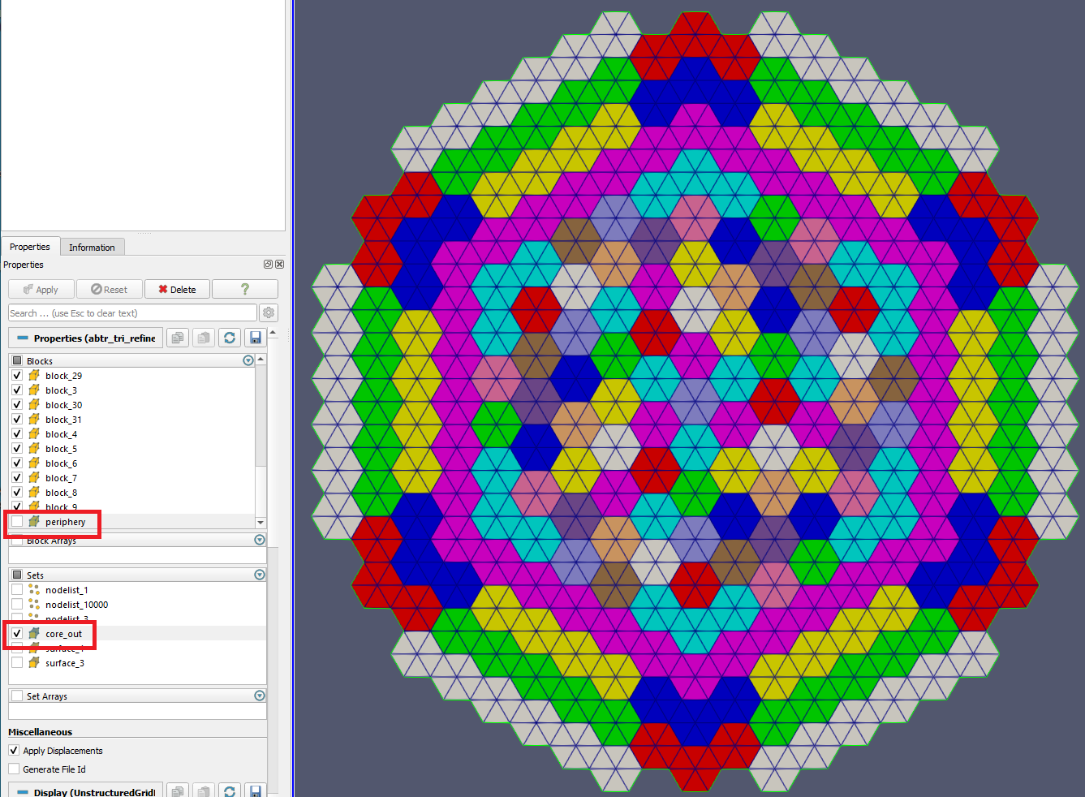 Properties
Information
Properties
Apply
Reset
Delete
?
Search ... (use Esc to clear text)
Properties (abtr_tri_refine
Blocks
block_29
block_3
block_30
block_31
block_4
block_5
block_6
block_7
block_8
block_9
periphery
Block Arrays
Sets
nodelist_1
nodelist_10000
core_out
surface_3
Set Arrays
Miscellaneous
Apply Displacements
Generate File Id
Display (UnstructuredGrid